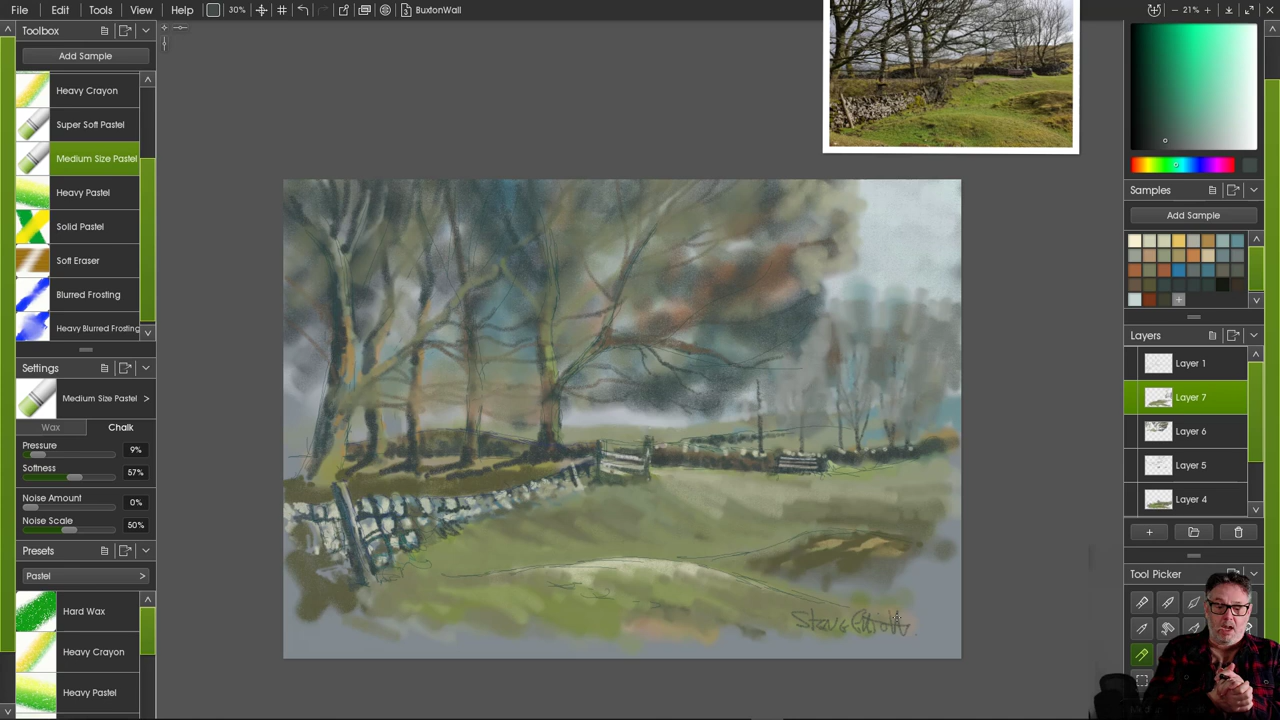 File Edit Tools View Help 30% BuxtonWall 21%
Toolbox
Add Sample
Heavy Crayon
Super Soft Pastel
Medium Size Pastel
Heavy Pastel
Solid Pastel
Soft Eraser
Blurred Frosting
Heavy Blurred Frosting
Settings
Medium Size Pastel >
Wax Chalk
Pressure 9%
Softness 57%
Noise Amount 0%
Noise Scale 50%
Presets
Pastel >
Hard Wax
Heavy Crayon
Heavy Pastel
Steve Elliott
Samples
Add Sample
Layers
Layer 1
Layer 7
Layer 6
Layer 5
Layer 4
Tool Picker